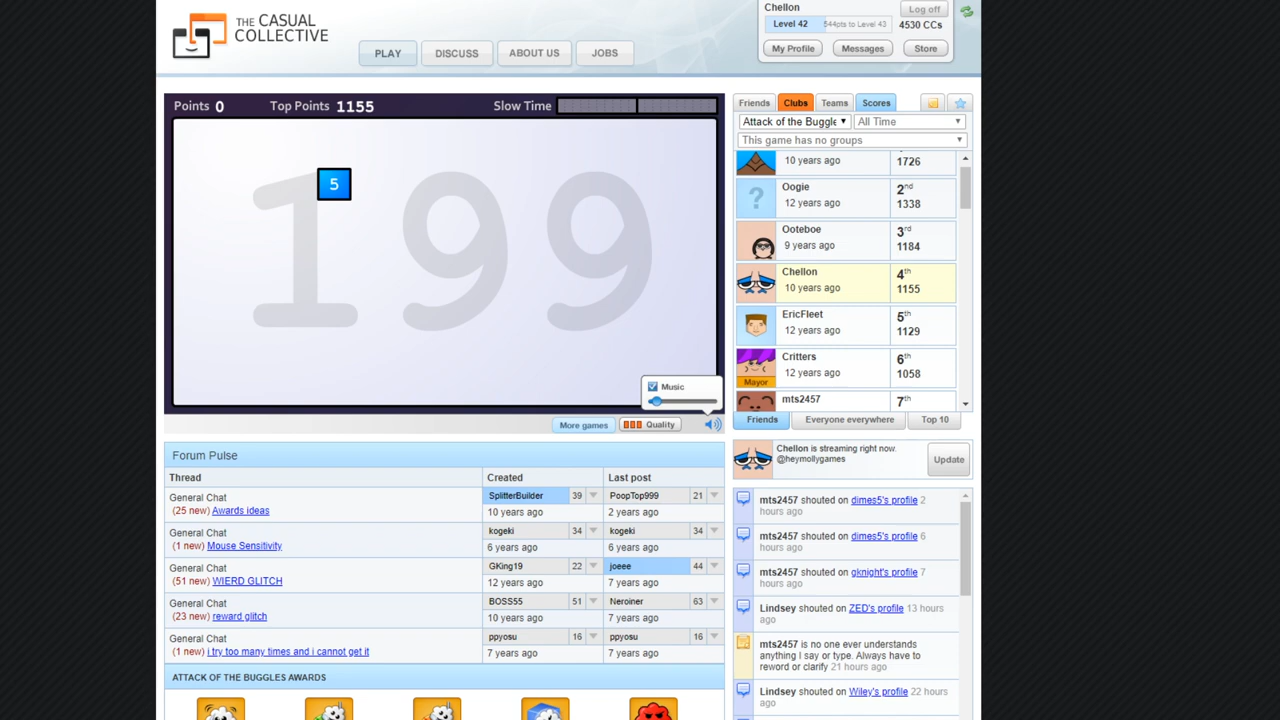 THE CASUAL
COLLECTIVE
PLAY
DISCUSS
ABOUT US
JOBS
Chellon
Log off
Level 42
544pts to Level 43
4530 CCs
My Profile
Messages
Store
Points 0
Top Points 1155
Slow Time
199
5
Music
More games
Quality
Friends
Clubs
Teams
Scores
Attack of the Buggle
All Time
This game has no groups
10 years ago
1726
Oogie
12 years ago
2nd
1338
Ooteboe
9 years ago
3rd
1184
Chellon
10 years ago
4th
1155
EricFleet
12 years ago
5th
1129
Critters
12 years ago
6th
1058
Mayor
mts2457
7th
Friends
Everyone everywhere
Top 10
Chellon is streaming right now.
@heymollygames
Update
Forum Pulse
Thread
Created
Last post
General Chat
(25 new) Awards ideas
SplitterBuilder 39
10 years ago
PoopTop999 21
2 years ago
General Chat
(1 new) Mouse Sensitivity
kogeki 34
6 years ago
kogeki 34
6 years ago
General Chat
(51 new) WIERD GLITCH
GKing19 22
12 years ago
joeee 44
7 years ago
General Chat
(23 new) reward glitch
BOSS55 51
10 years ago
Neroiner 63
7 years ago
General Chat
(1 new) i try too many times and i cannot get it
ppyosu 16
7 years ago
ppyosu 16
7 years ago
ATTACK OF THE BUGGLES AWARDS
mts2457 shouted on dimes5's profile 2
hours ago
mts2457 shouted on dimes5's profile 6
hours ago
mts2457 shouted on gknight's profile 7
hours ago
Lindsey shouted on ZED's profile 13 hours
ago
mts2457 is no one ever understands
anything I say or type. Always have to
reword or clarify 21 hours ago
Lindsey shouted on Wiley's profile 22 hours
ago